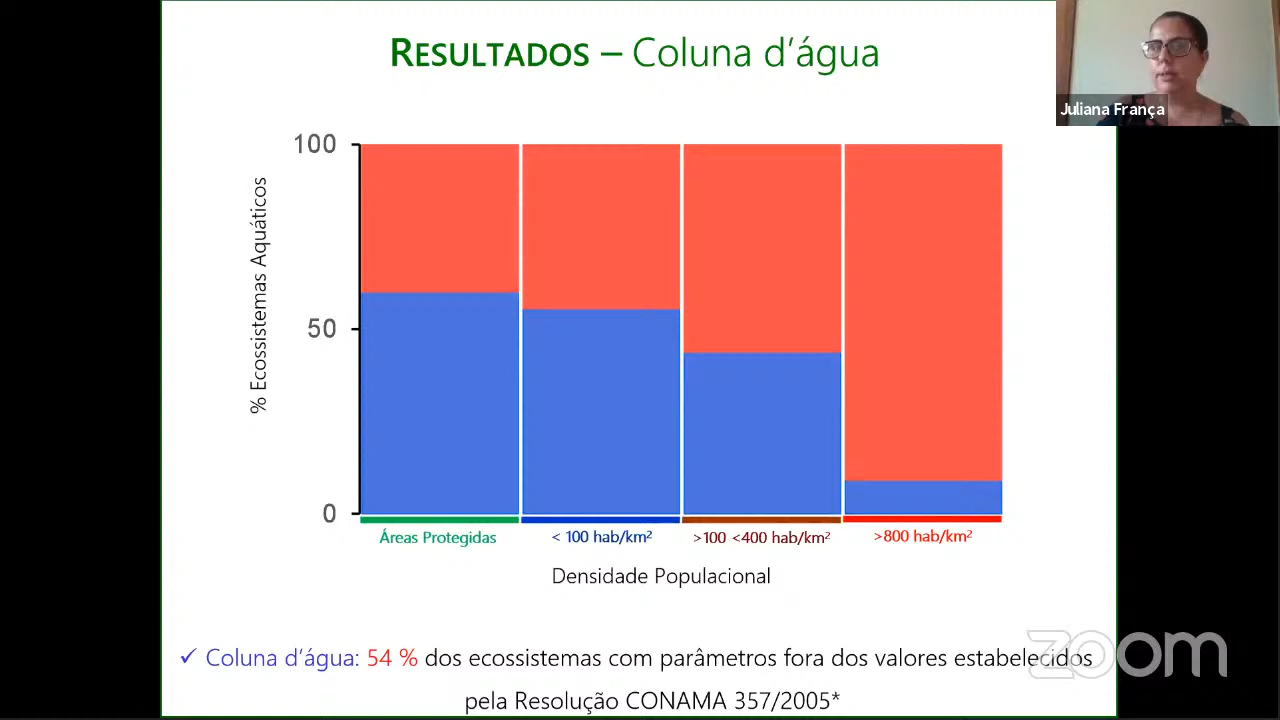 RESULTADOS – Coluna d'água
Juliana França
100
50
0
% Ecossistemas Aquáticos
Áreas Protegidas
< 100 hab/km²
>100 <400 hab/km²
>800 hab/km²
Densidade Populacional
✓ Coluna d'água: 54 % dos ecossistemas com parâmetros fora dos valores estabelecidos
pela Resolução CONAMA 357/2005*
zoom